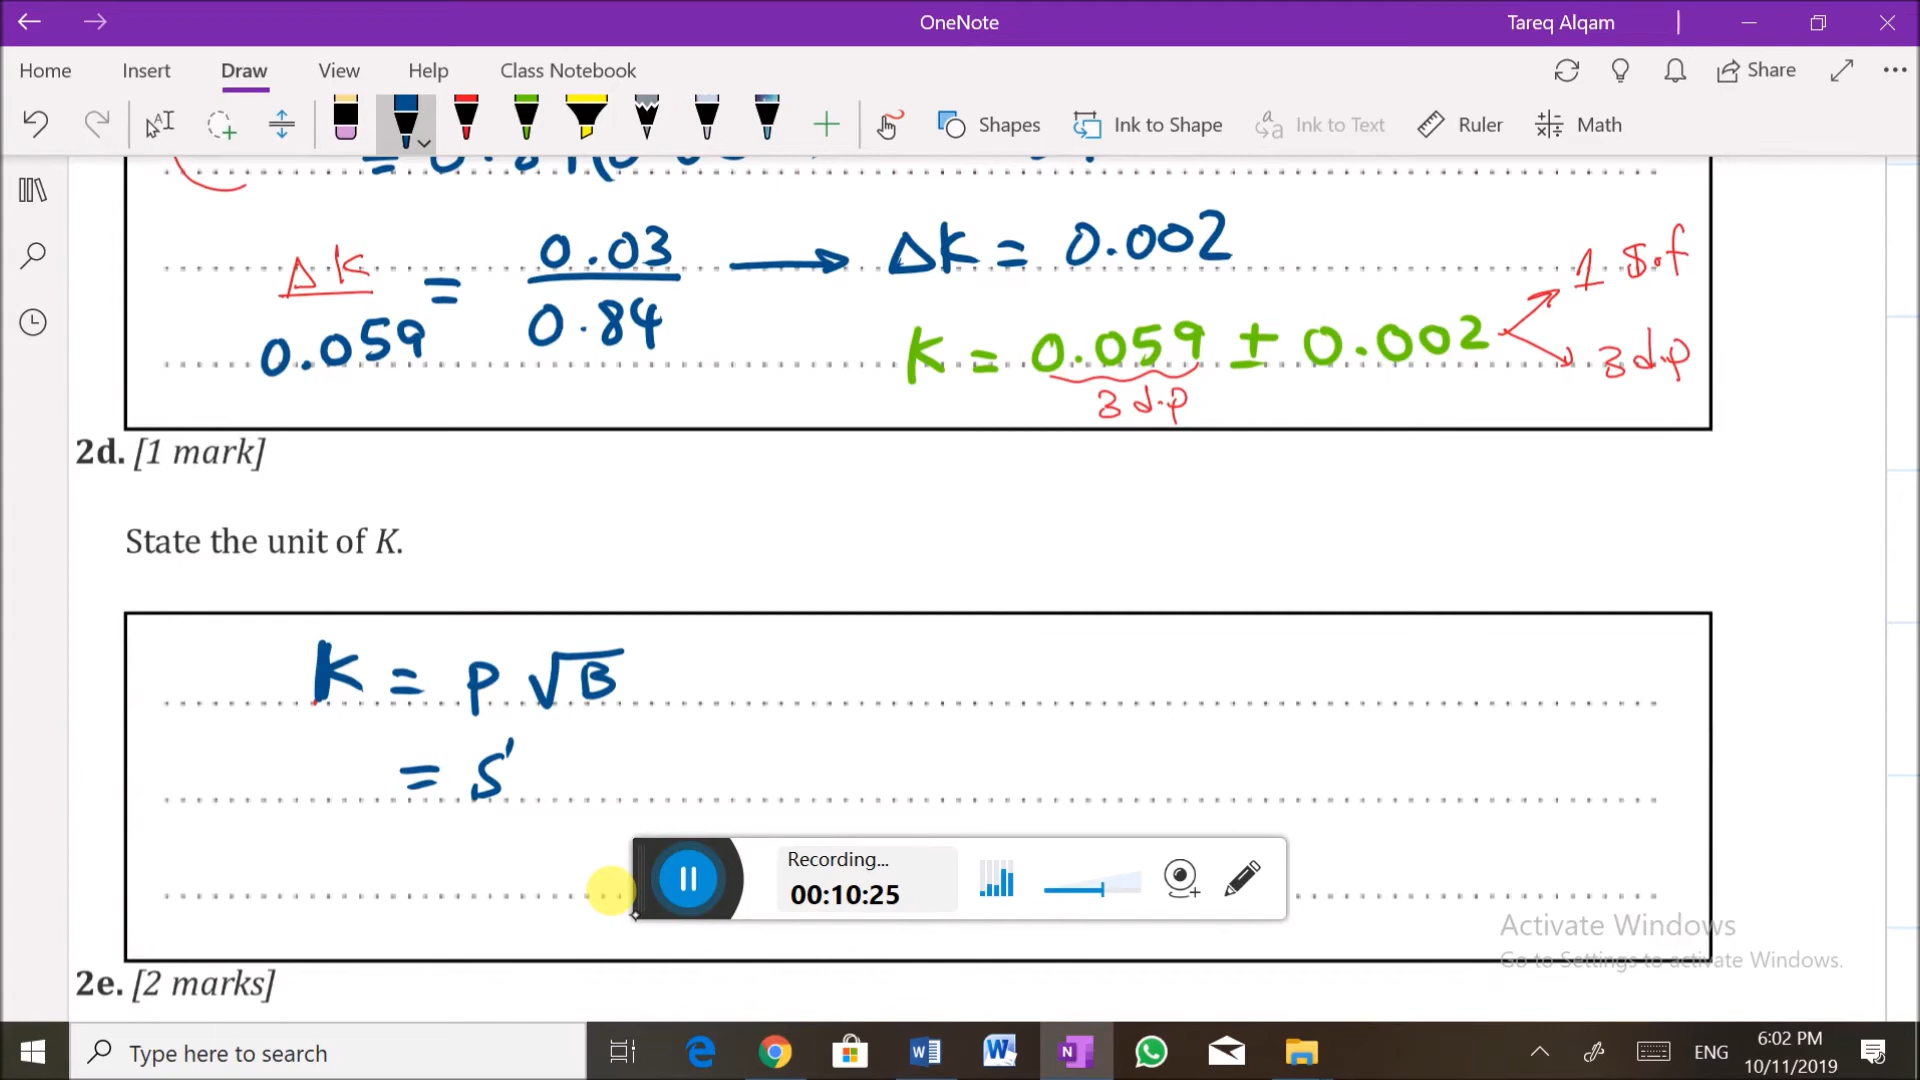 OneNote
Tareq Alqam
Home Insert Draw View Help Class Notebook
Share
Shapes Ink to Shape Ink to Text Ruler Math
ΔK / 0.059 = 0.03 / 0.84 → ΔK = 0.002
1 s.f
K = 0.059 ± 0.002
3 d.p
3 d.p
2d. [1 mark]
State the unit of K.
K = p √B
= s'
Recording...
00:10:25
Activate Windows
Go to Settings to activate Windows.
2e. [2 marks]
Type here to search
ENG
6:02 PM
10/11/2019